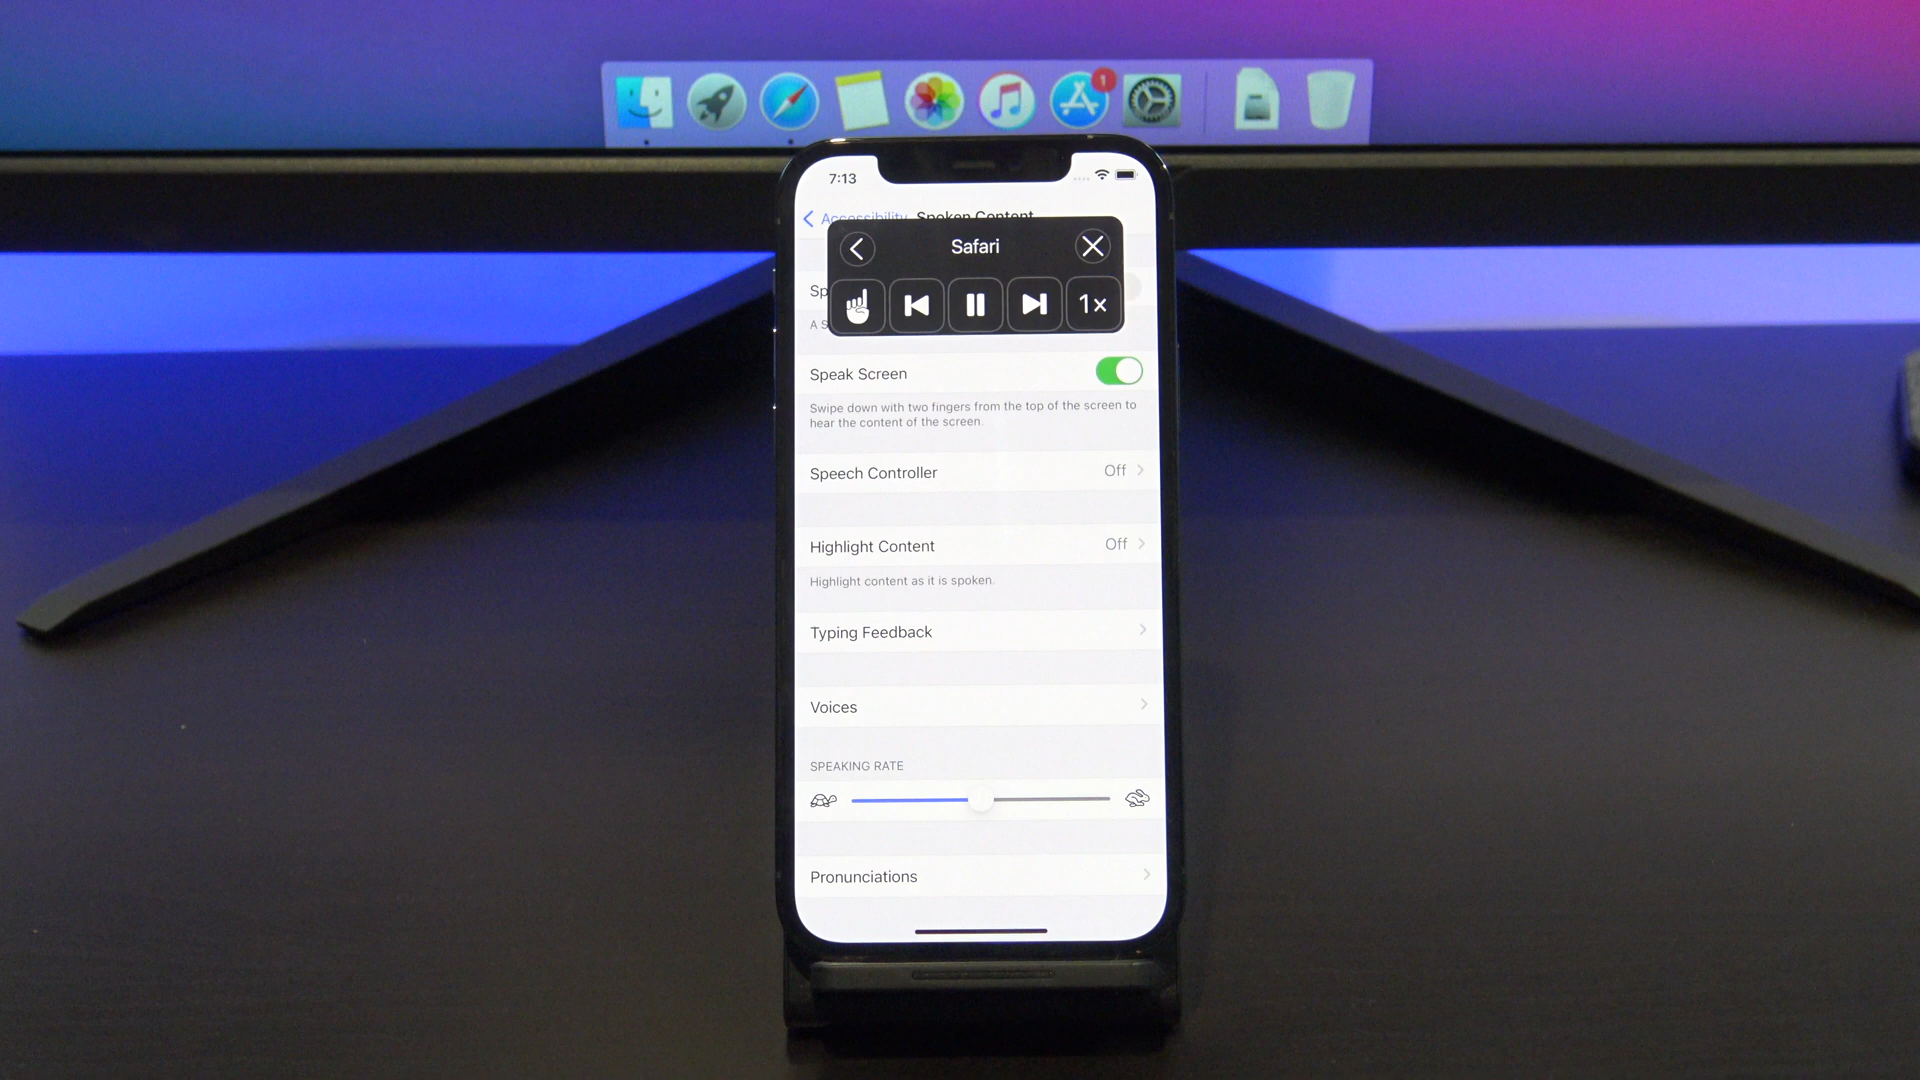 1
7:13
Accessibility Spoken Content
Safari
Sp
1x
A S
Speak Screen
Swipe down with two fingers from the top of the screen to
hear the content of the screen.
Speech Controller Off
Highlight Content Off
Highlight content as it is spoken.
Typing Feedback
Voices
SPEAKING RATE
Pronunciations